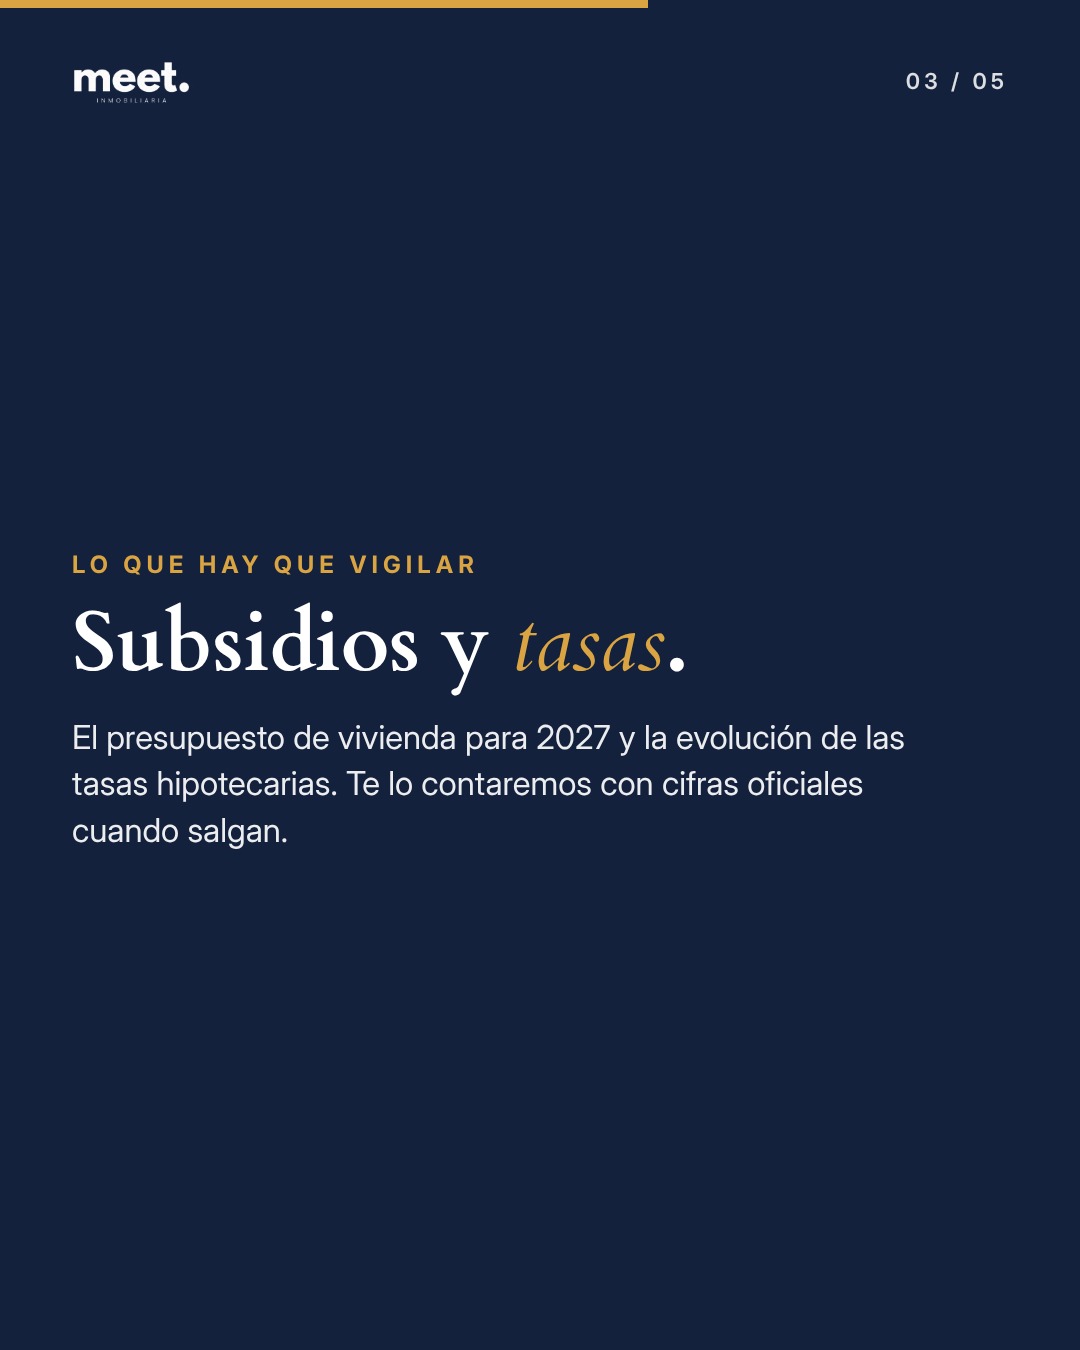 meet.
INMOBILIARIA
03 / 05
LO QUE HAY QUE VIGILAR
Subsidios y tasas.
El presupuesto de vivienda para 2027 y la evolución de las
tasas hipotecarias. Te lo contaremos con cifras oficiales
cuando salgan.